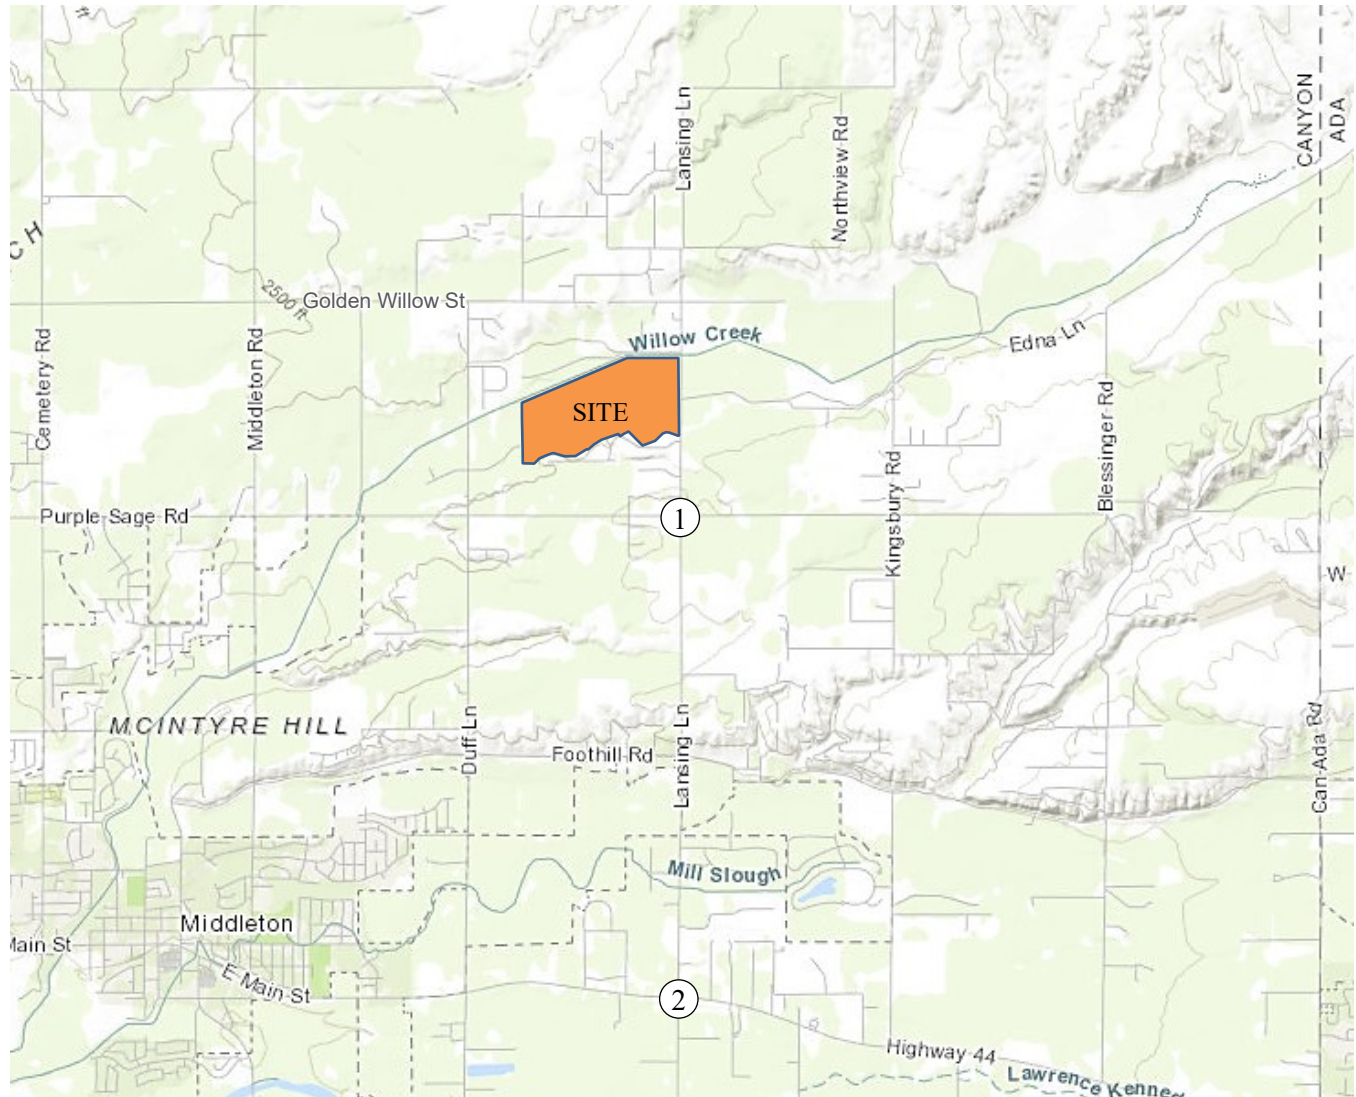 ft
CANYON
ADA
Lansing Ln
Northview Rd
CH
2500 ft
Golden Willow St
Willow Creek
Edna Ln
Cemetery Rd
Middleton Rd
SITE
Blessinger Rd
Kingsbury Rd
Purple Sage Rd
1
W
MCINTYRE HILL
Duff Ln
Foothill Rd
Lansing Ln
Can-Ada Rd
Mill Slough
Middleton
Main St
E Main St
2
Highway 44
Lawrence Kenned